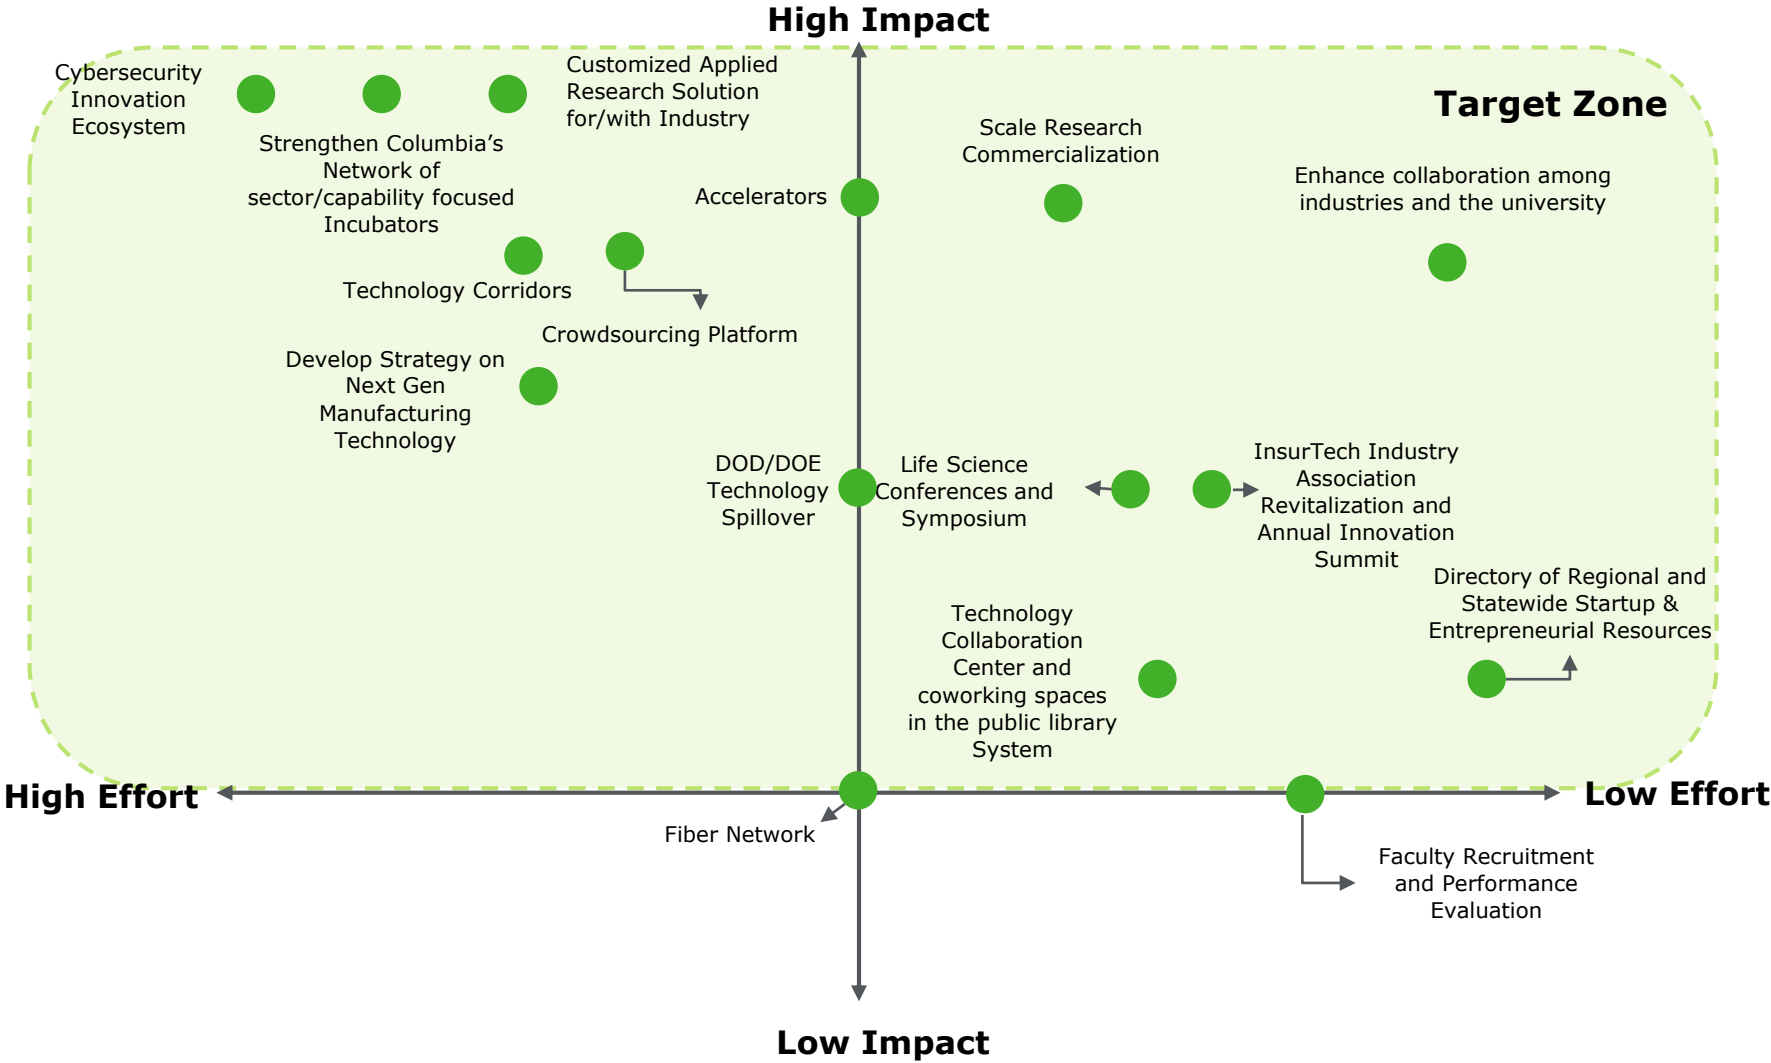 High Impact
Cybersecurity
Innovation
Ecosystem
Customized Applied
Research Solution
for/with Industry
Target Zone
Strengthen Columbia’s
Network of
sector/capability focused
Incubators
Accelerators
Scale Research
Commercialization
Enhance collaboration among
industries and the university
Technology Corridors
Crowdsourcing Platform
Develop Strategy on
Next Gen
Manufacturing
Technology
DOD/DOE
Technology
Spillover
Life Science
Conferences and
Symposium
InsurTech Industry
Association
Revitalization and
Annual Innovation
Summit
Directory of Regional and
Statewide Startup &
Entrepreneurial Resources
Technology
Collaboration
Center and
coworking spaces
in the public library
System
High Effort
Low Effort
Fiber Network
Faculty Recruitment
and Performance
Evaluation
Low Impact